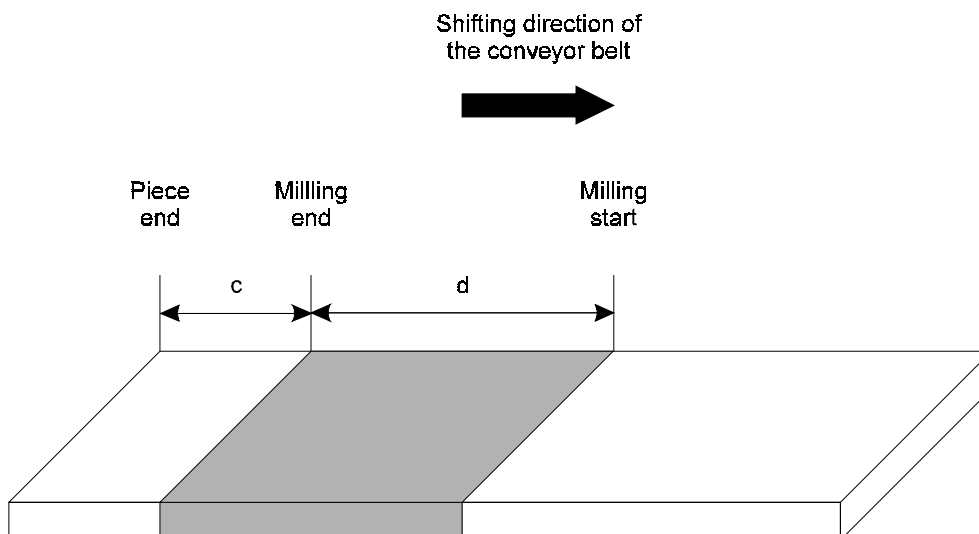 Shifting direction of
the conveyor belt
Piece
end
Millling
end
Milling
start
c
d